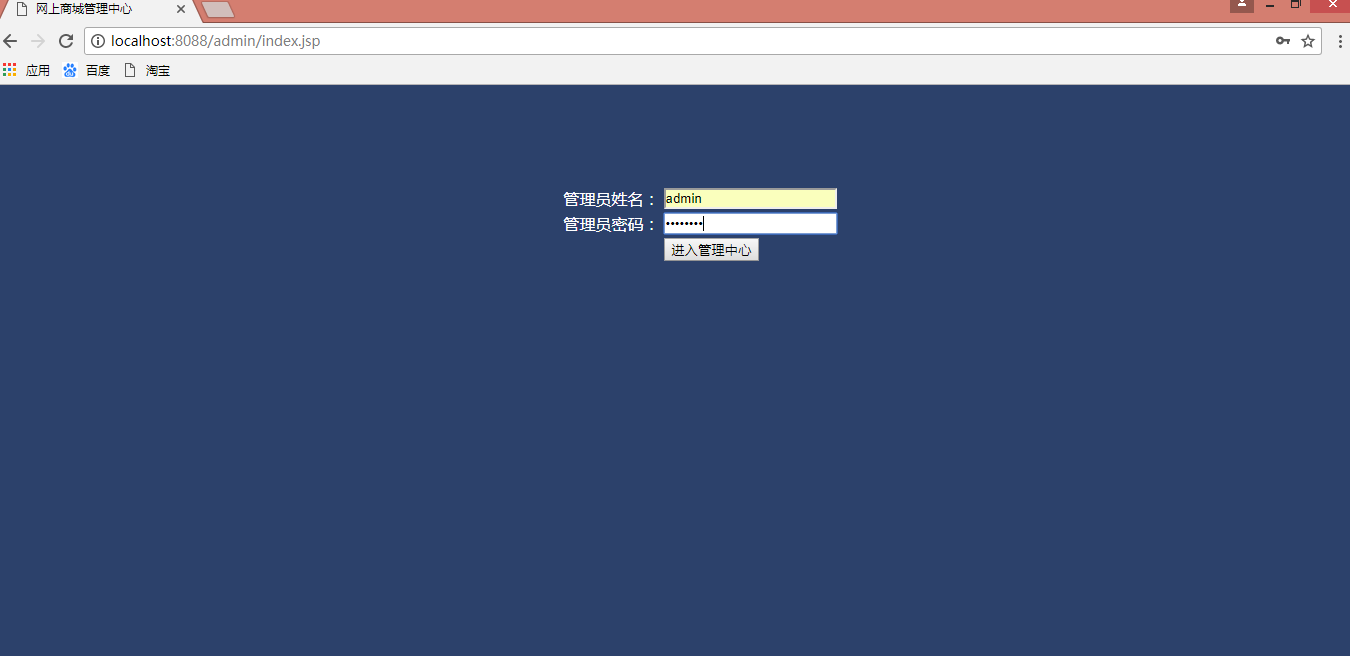 网上商城管理中心
localhost:8088/admin/index.jsp
应用 百度 淘宝
管理员姓名： admin
管理员密码： ••••••••
进入管理中心